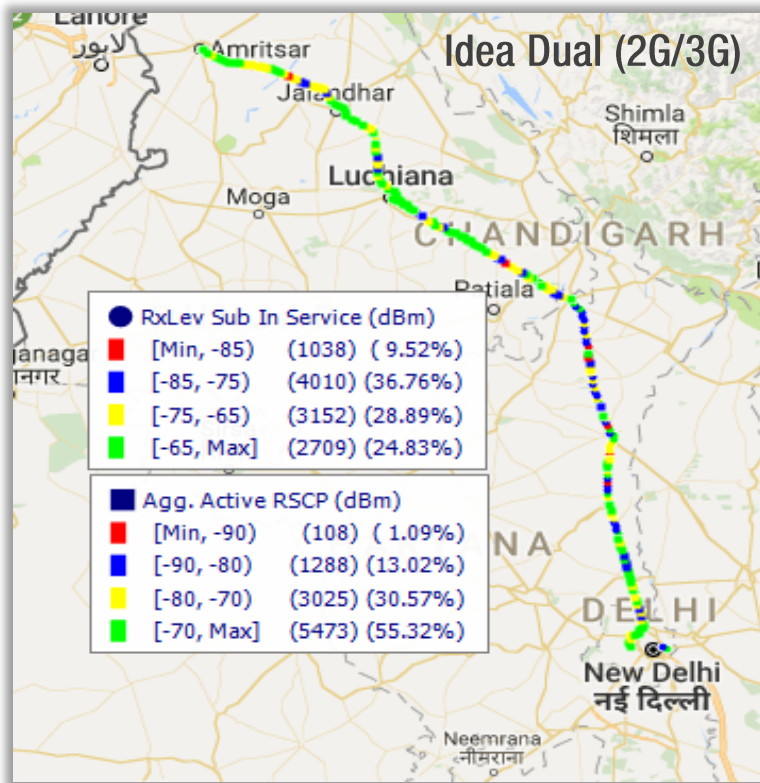 Lahore
لاہور
Amritsar
Idea Dual (2G/3G)
Jalandhar
Shimla
शिमला
Ludhiana
Moga
CHANDIGARH
Patiala
RxLev Sub In Service (dBm)
[Min, -85) (1038) ( 9.52%)
[-85, -75) (4010) (36.76%)
[-75, -65) (3152) (28.89%)
[-65, Max] (2709) (24.83%)
janaga
ानगर
Agg. Active RSCP (dBm)
[Min, -90) (108) ( 1.09%)
[-90, -80) (1288) (13.02%)
[-80, -70) (3025) (30.57%)
[-70, Max] (5473) (55.32%)
ANA
DELHI
New Delhi
नई दिल्ली
Neemrana
नीमराना